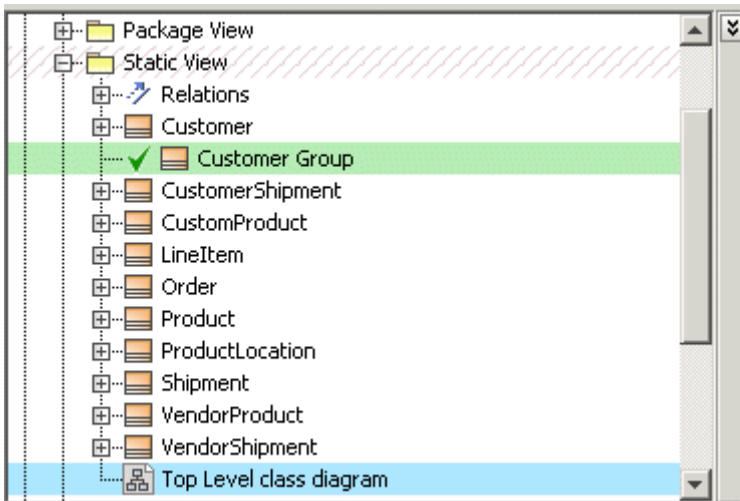 Package View
Static View
Relations
Customer
Customer Group
CustomerShipment
CustomProduct
LineItem
Order
Product
ProductLocation
Shipment
VendorProduct
VendorShipment
Top Level class diagram